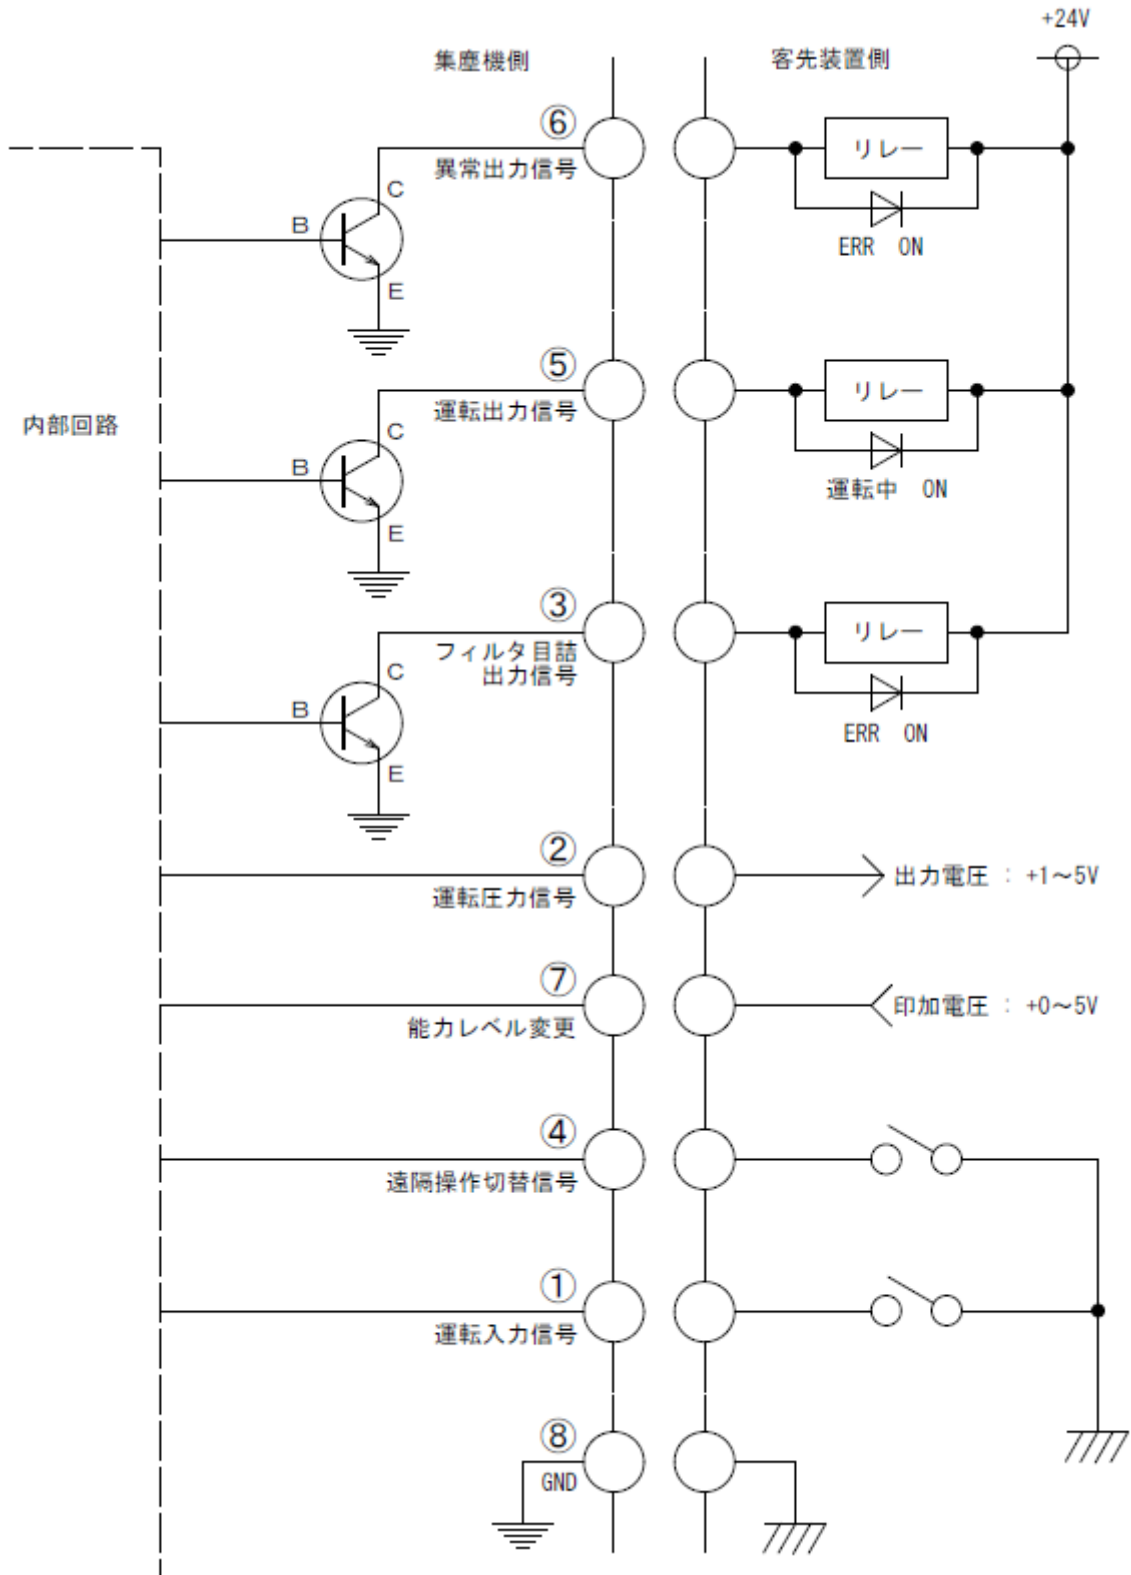 +24V
集塵機側
客先装置側
⑥
異常出力信号
リレー
C
B
E
ERR ON
⑤
運転出力信号
リレー
内部回路
C
B
E
運転中 ON
③
フィルタ目詰
出力信号
リレー
C
B
E
ERR ON
②
運転圧力信号
出力電圧 : +1～5V
⑦
能力レベル変更
印加電圧 : +0～5V
④
遠隔操作切替信号
①
運転入力信号
⑧
GND